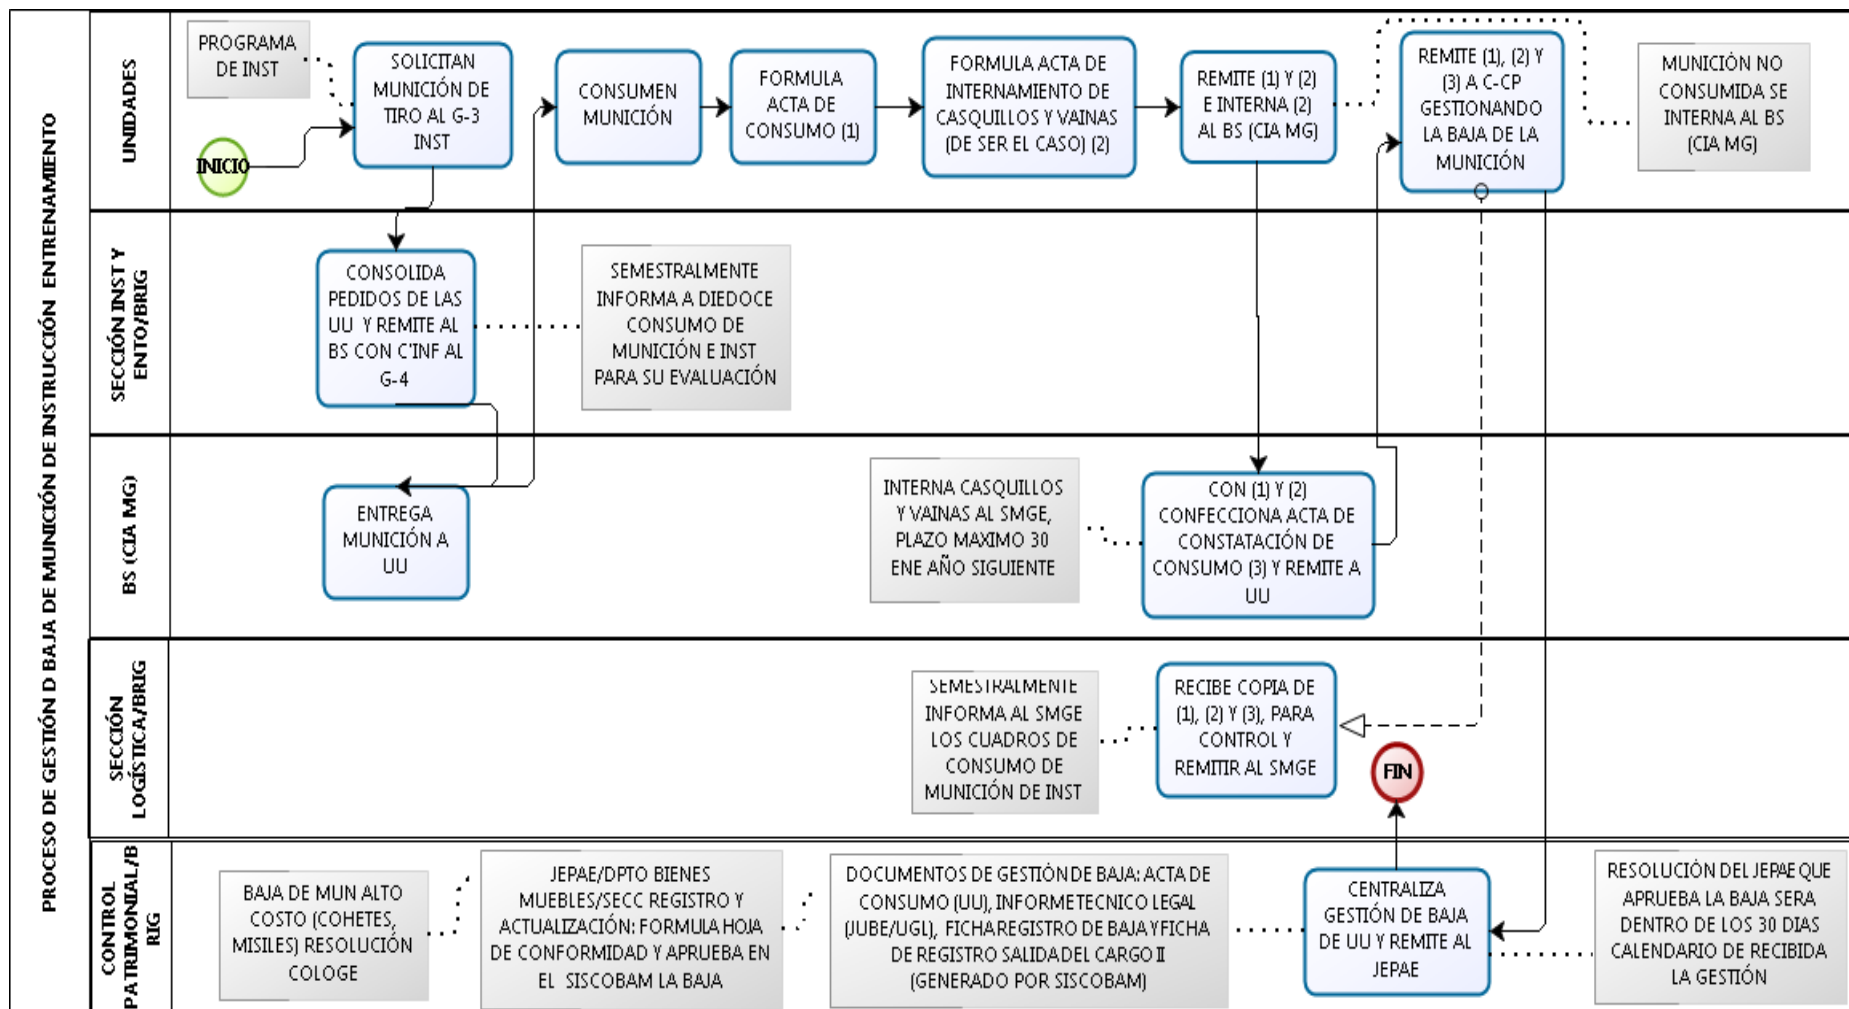 PROCESO DE GESTIÓN D BAJA DE MUNICIÓN DE INSTRUCCIÓN ENTRENAMIENTO
UNIDADES
PROGRAMA
DE INST
INICIO
SOLICITAN
MUNICIÓN DE
TIRO AL G-3
INST
CONSUMEN
MUNICIÓN
FORMULA
ACTA DE
CONSUMO (1)
FORMULA ACTA DE
INTERNAMIENTO DE
CASQUILLOS Y VAINAS
(DE SER EL CASO) (2)
REMITE (1) Y (2)
E INTERNA (2)
AL BS (CIA MG)
REMITE (1), (2) Y
(3) A C-CP
GESTIONANDO
LA BAJA DE LA
MUNICIÓN
MUNICIÓN NO
CONSUMIDA SE
INTERNA AL BS
(CIA MG)
SECCIÓN INST Y
ENTO/BRIG
CONSOLIDA
PEDIDOS DE LAS
UU Y REMITE AL
BS CON C'INF AL
G-4
SEMESTRALMENTE
INFORMA A DIEDOCE
CONSUMO DE
MUNICIÓN E INST
PARA SU EVALUACIÓN
BS (CIA MG)
ENTREGA
MUNICIÓN A
UU
INTERNA CASQUILLOS
Y VAINAS AL SMGE,
PLAZO MAXIMO 30
ENE AÑO SIGUIENTE
CON (1) Y (2)
CONFECCIONA ACTA DE
CONSTATACIÓN DE
CONSUMO (3) Y REMITE A
UU
SECCIÓN
LOGÍSTICA/BRIG
SEMESTRALMENTE
INFORMA AL SMGE
LOS CUADROS DE
CONSUMO DE
MUNICIÓN DE INST
RECIBE COPIA DE
(1), (2) Y (3), PARA
CONTROL Y
REMITIR AL SMGE
FIN
CONTROL
PATRIMONIAL/B
RIG
BAJA DE MUN ALTO
COSTO (COHETES,
MISILES) RESOLUCIÓN
COLOGE
JEPAE/DPTO BIENES
MUEBLES/SECC REGISTRO Y
ACTUALIZACIÓN: FORMULA HOJA
DE CONFORMIDAD Y APRUEBA EN
EL SISCOBAM LA BAJA
DOCUMENTOS DE GESTIÓN DE BAJA: ACTA DE
CONSUMO (UU), INFORMETECNICO LEGAL
(JUBE/UGL), FICHA REGISTRO DE BAJA Y FICHA
DE REGISTRO SALIDA DEL CARGO II
(GENERADO POR SISCOBAM)
CENTRALIZA
GESTIÓN DE BAJA
DE UU Y REMITE AL
JEPAE
RESOLUCIÓN DEL JEPAE QUE
APRUEBA LA BAJA SERA
DENTRO DE LOS 30 DIAS
CALENDARIO DE RECIBIDA
LA GESTIÓN